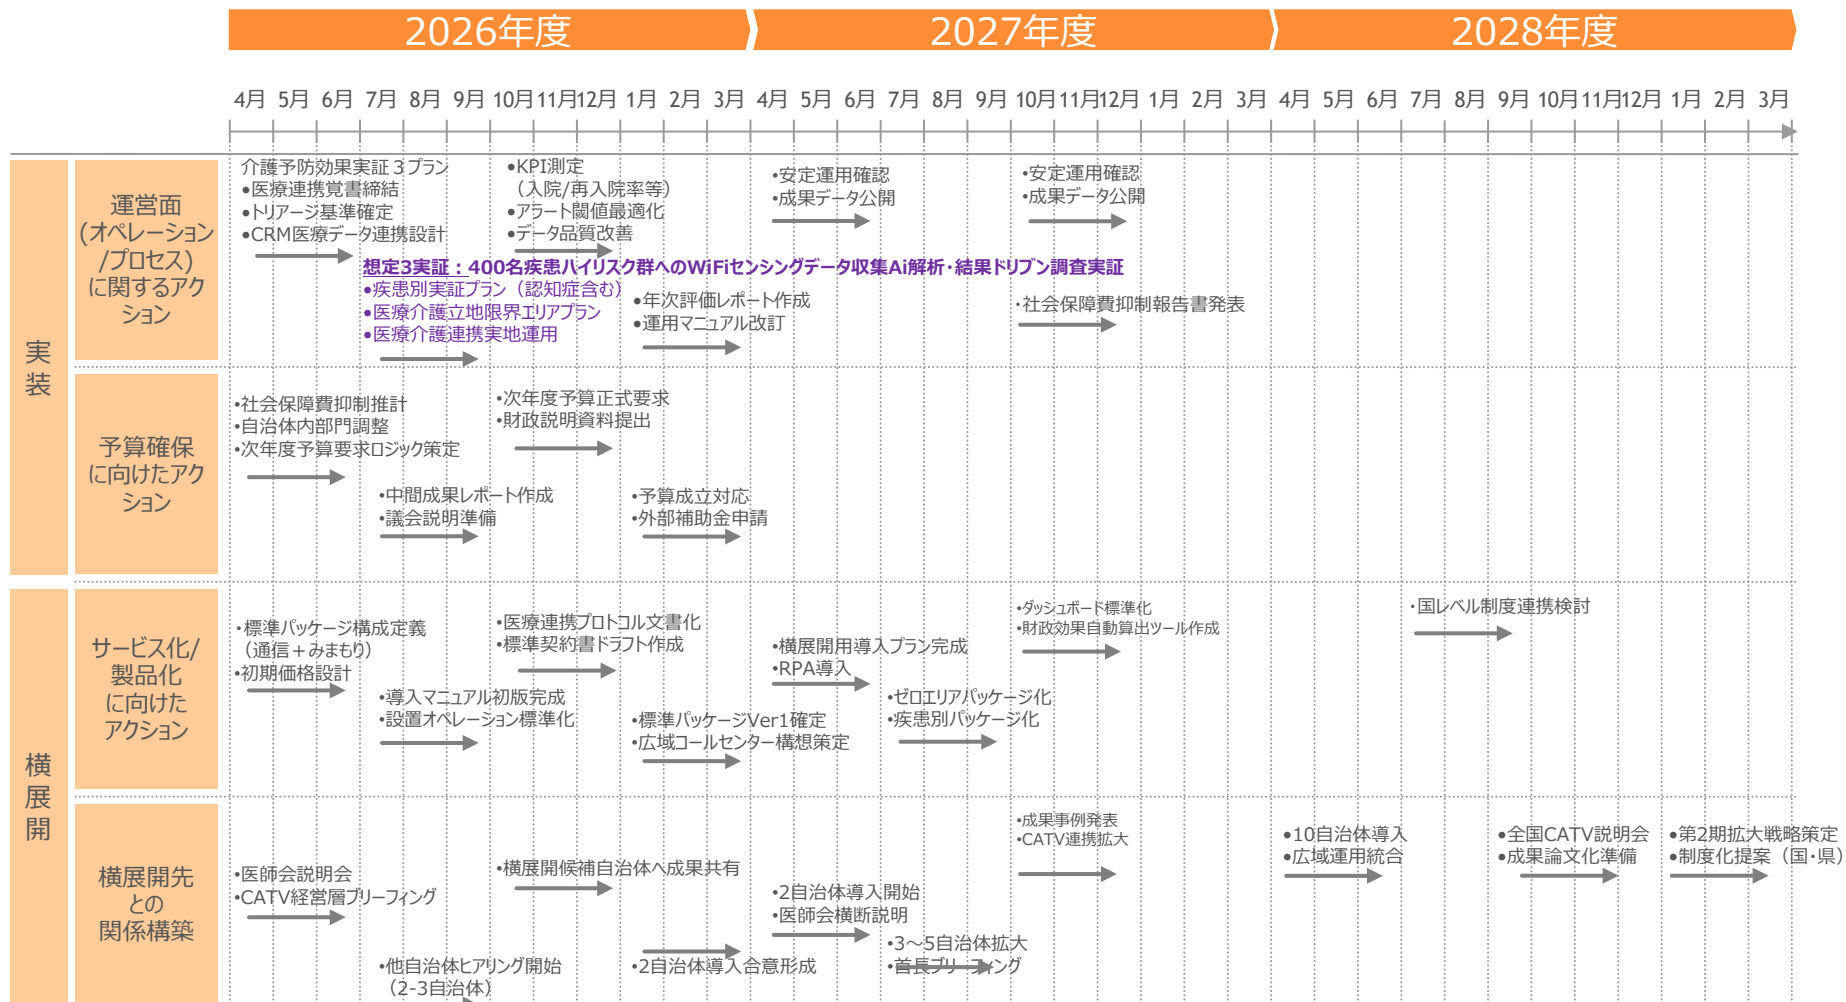 2026年度
2027年度
2028年度
4月 5月 6月 7月 8月 9月 10月 11月 12月 1月 2月 3月 4月 5月 6月 7月 8月 9月 10月 11月 12月 1月 2月 3月 4月 5月 6月 7月 8月 9月 10月 11月 12月 1月 2月 3月
実装
運営面
(オペレーション
/プロセス)
に関するアク
ション
介護予防効果実証３プラン
●医療連携覚書締結
●トリアージ基準確定
●CRM医療データ連携設計
●KPI測定
（入院/再入院率等）
●アラート閾値最適化
●データ品質改善
•安定運用確認
•成果データ公開
•安定運用確認
•成果データ公開
想定3実証：400名疾患ハイリスク群へのWiFiセンシングデータ収集Ai解析・結果ドリブン調査実証
●疾患別実証プラン（認知症含む）
●医療介護立地限界エリアプラン
●医療介護連携実地運用
●年次評価レポート作成
●運用マニュアル改訂
・社会保障費抑制報告書発表
予算確保
に向けたアク
ション
•社会保障費抑制推計
•自治体内部門調整
•次年度予算要求ロジック策定
•次年度予算正式要求
•財政説明資料提出
•中間成果レポート作成
•議会説明準備
•予算成立対応
•外部補助金申請
横展開
サービス化/
製品化
に向けた
アクション
・標準パッケージ構成定義
（通信＋みまもり）
•初期価格設計
•医療連携プロトコル文書化
•標準契約書ドラフト作成
•導入マニュアル初版完成
•設置オペレーション標準化
•標準パッケージVer1確定
•広域コールセンター構想策定
•横展開用導入プラン完成
•RPA導入
•ゼロエリアパッケージ化
•疾患別パッケージ化
•ダッシュボード標準化
•財政効果自動算出ツール作成
・国レベル制度連携検討
横展開先
との
関係構築
•医師会説明会
•CATV経営層ブリーフィング
•他自治体ヒアリング開始
（2-3自治体）
•横展開候補自治体へ成果共有
•2自治体導入合意形成
•2自治体導入開始
•医師会横断説明
•3～5自治体拡大
•首長ブリーフィング
•成果事例発表
•CATV連携拡大
●10自治体導入
●広域運用統合
●全国CATV説明会
●成果論文化準備
●第2期拡大戦略策定
●制度化提案（国・県）